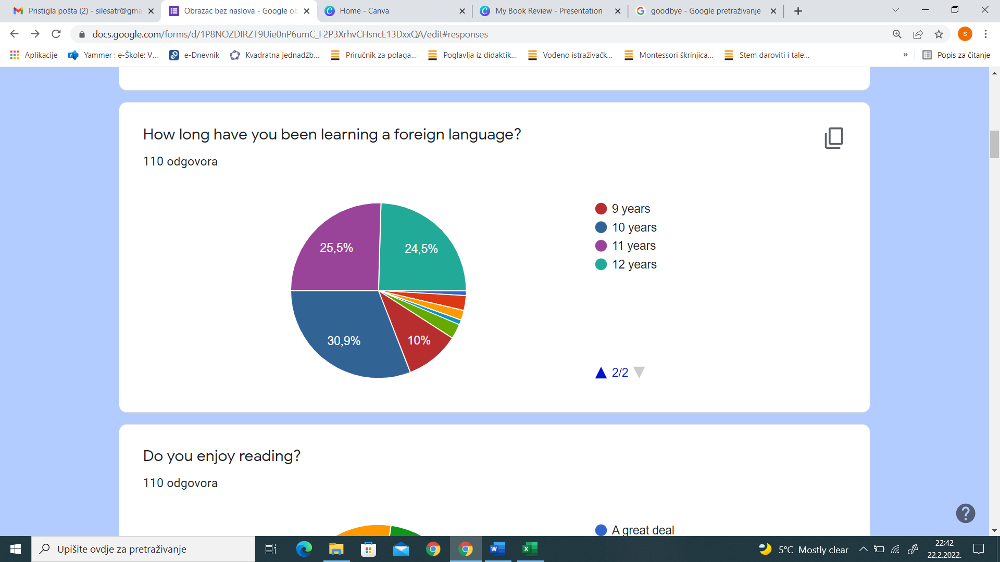 Pristigla pošta (2) - silesatr@gma
Obrazac bez naslova - Google ob
Home - Canva
My Book Review - Presentation
goodbye - Google pretraživanje
docs.google.com/forms/d/1P8NOZDIRZT9Uie0nP6umC_F2P3XrhvCHsncE13DxxQA/edit#responses
s
Aplikacije
Yammer : e-Škole: V...
e-Dnevnik
Kvadratna jednadžb...
Priručnik za polaga...
Poglavlja iz didaktik...
Vođeno istraživačk...
Montessori škrinjica...
Stem daroviti i tale...
»
Popis za čitanje
How long have you been learning a foreign language?
110 odgovora
25,5%
24,5%
30,9%
10%
9 years
10 years
11 years
12 years
2/2
Do you enjoy reading?
110 odgovora
A great deal
?
Upišite ovdje za pretraživanje
5°C Mostly clear
22:42
22.2.2022.